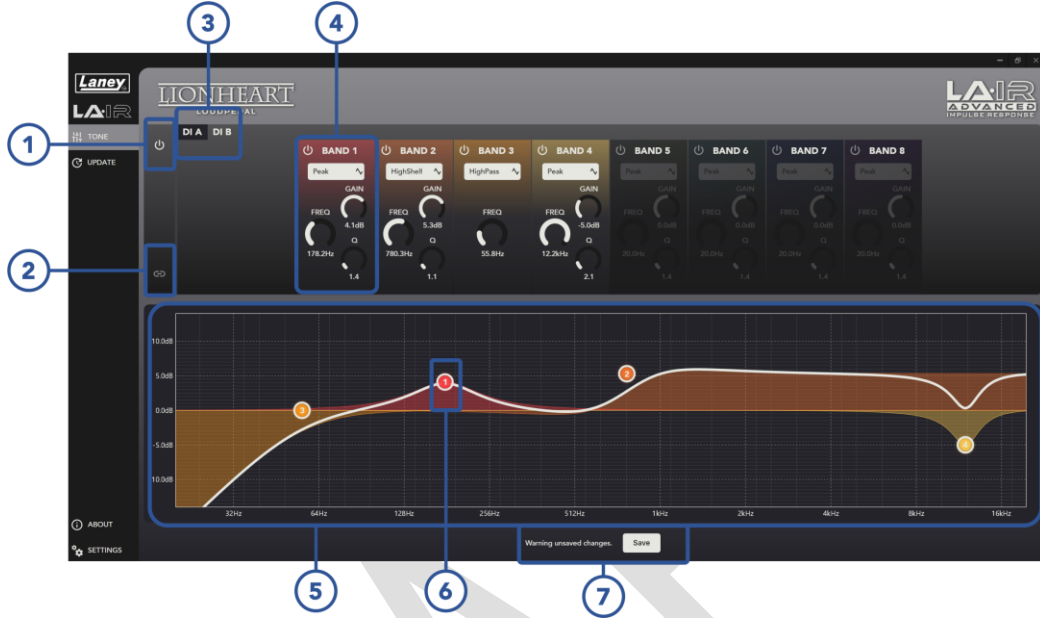 3
4
Laney
LIONHEART
LOUDPEDAL
LA·IR
LA·IR
ADVANCED
IMPULSE RESPONSE
1
TONE
DI A DI B
UPDATE
BAND 1 BAND 2 BAND 3 BAND 4 BAND 5 BAND 6 BAND 7 BAND 8
Peak HighShelf HighPass Peak Peak Peak Peak Peak
GAIN GAIN GAIN GAIN GAIN GAIN GAIN
FREQ FREQ FREQ FREQ FREQ FREQ FREQ FREQ
4.1dB 5.3dB -5.0dB 0.0dB 0.0dB 0.0dB 0.0dB
Q Q Q Q Q Q Q
178.2Hz 780.3Hz 55.8Hz 12.2kHz 20.0Hz 20.0Hz 20.0Hz 20.0Hz
1.4 1.1 2.1 1.4 1.4 1.4 1.4
2
10.0dB
5.0dB
1
2
0.0dB
3
-5.0dB
4
10.0dB
32Hz 64Hz 128Hz 256Hz 512Hz 1kHz 2kHz 4kHz 8kHz 16kHz
ABOUT
Warning unsaved changes. Save
SETTINGS
5
6
7